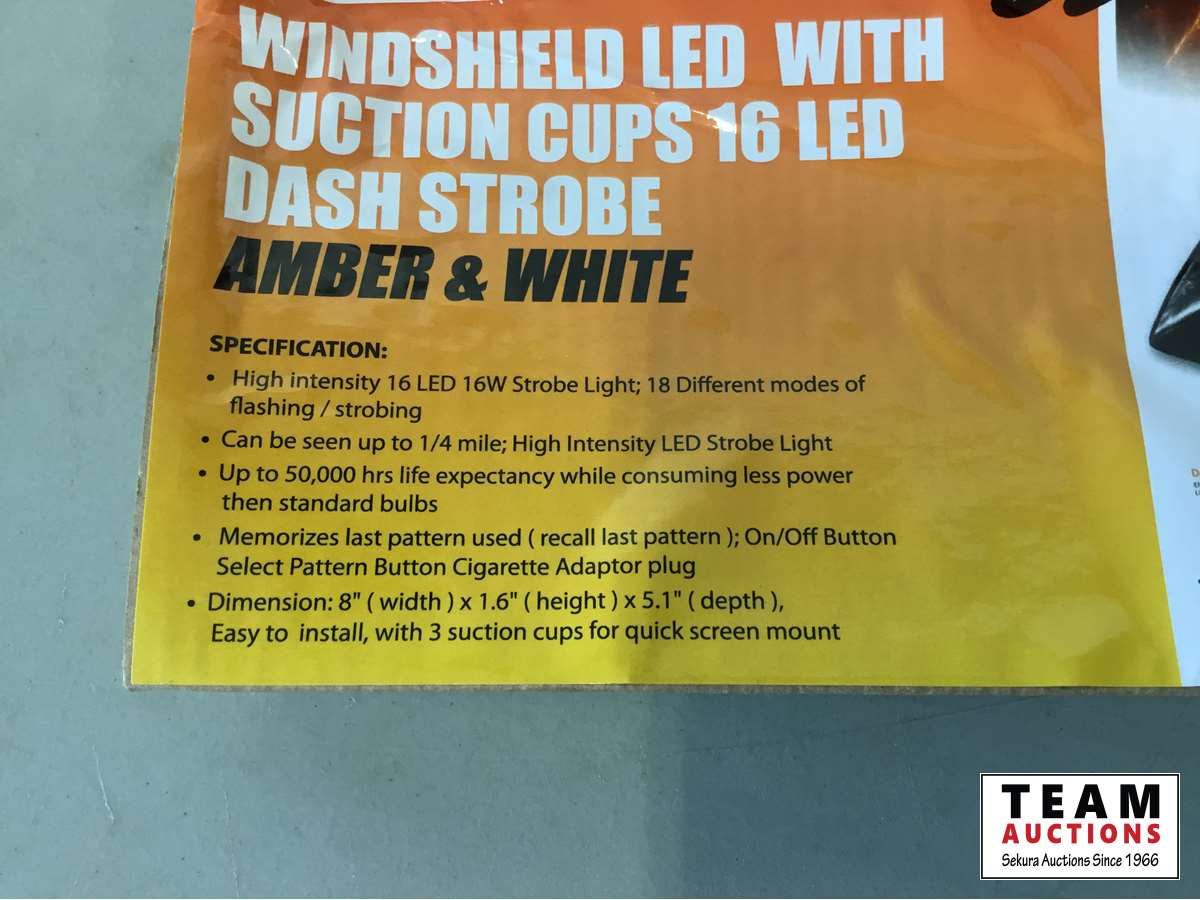 WINDSHIELD LED WITH
SUCTION CUPS 16 LED
DASH STROBE
AMBER & WHITE
SPECIFICATION:
• High intensity 16 LED 16W Strobe Light; 18 Different modes of
flashing / strobing
• Can be seen up to 1/4 mile; High Intensity LED Strobe Light
• Up to 50,000 hrs life expectancy while consuming less power
then standard bulbs
• Memorizes last pattern used ( recall last pattern ); On/Off Button
Select Pattern Button Cigarette Adaptor plug
• Dimension: 8" ( width ) x 1.6" ( height ) x 5.1" ( depth ),
Easy to install, with 3 suction cups for quick screen mount
TEAM
AUCTIONS
Sekura Auctions Since 1966